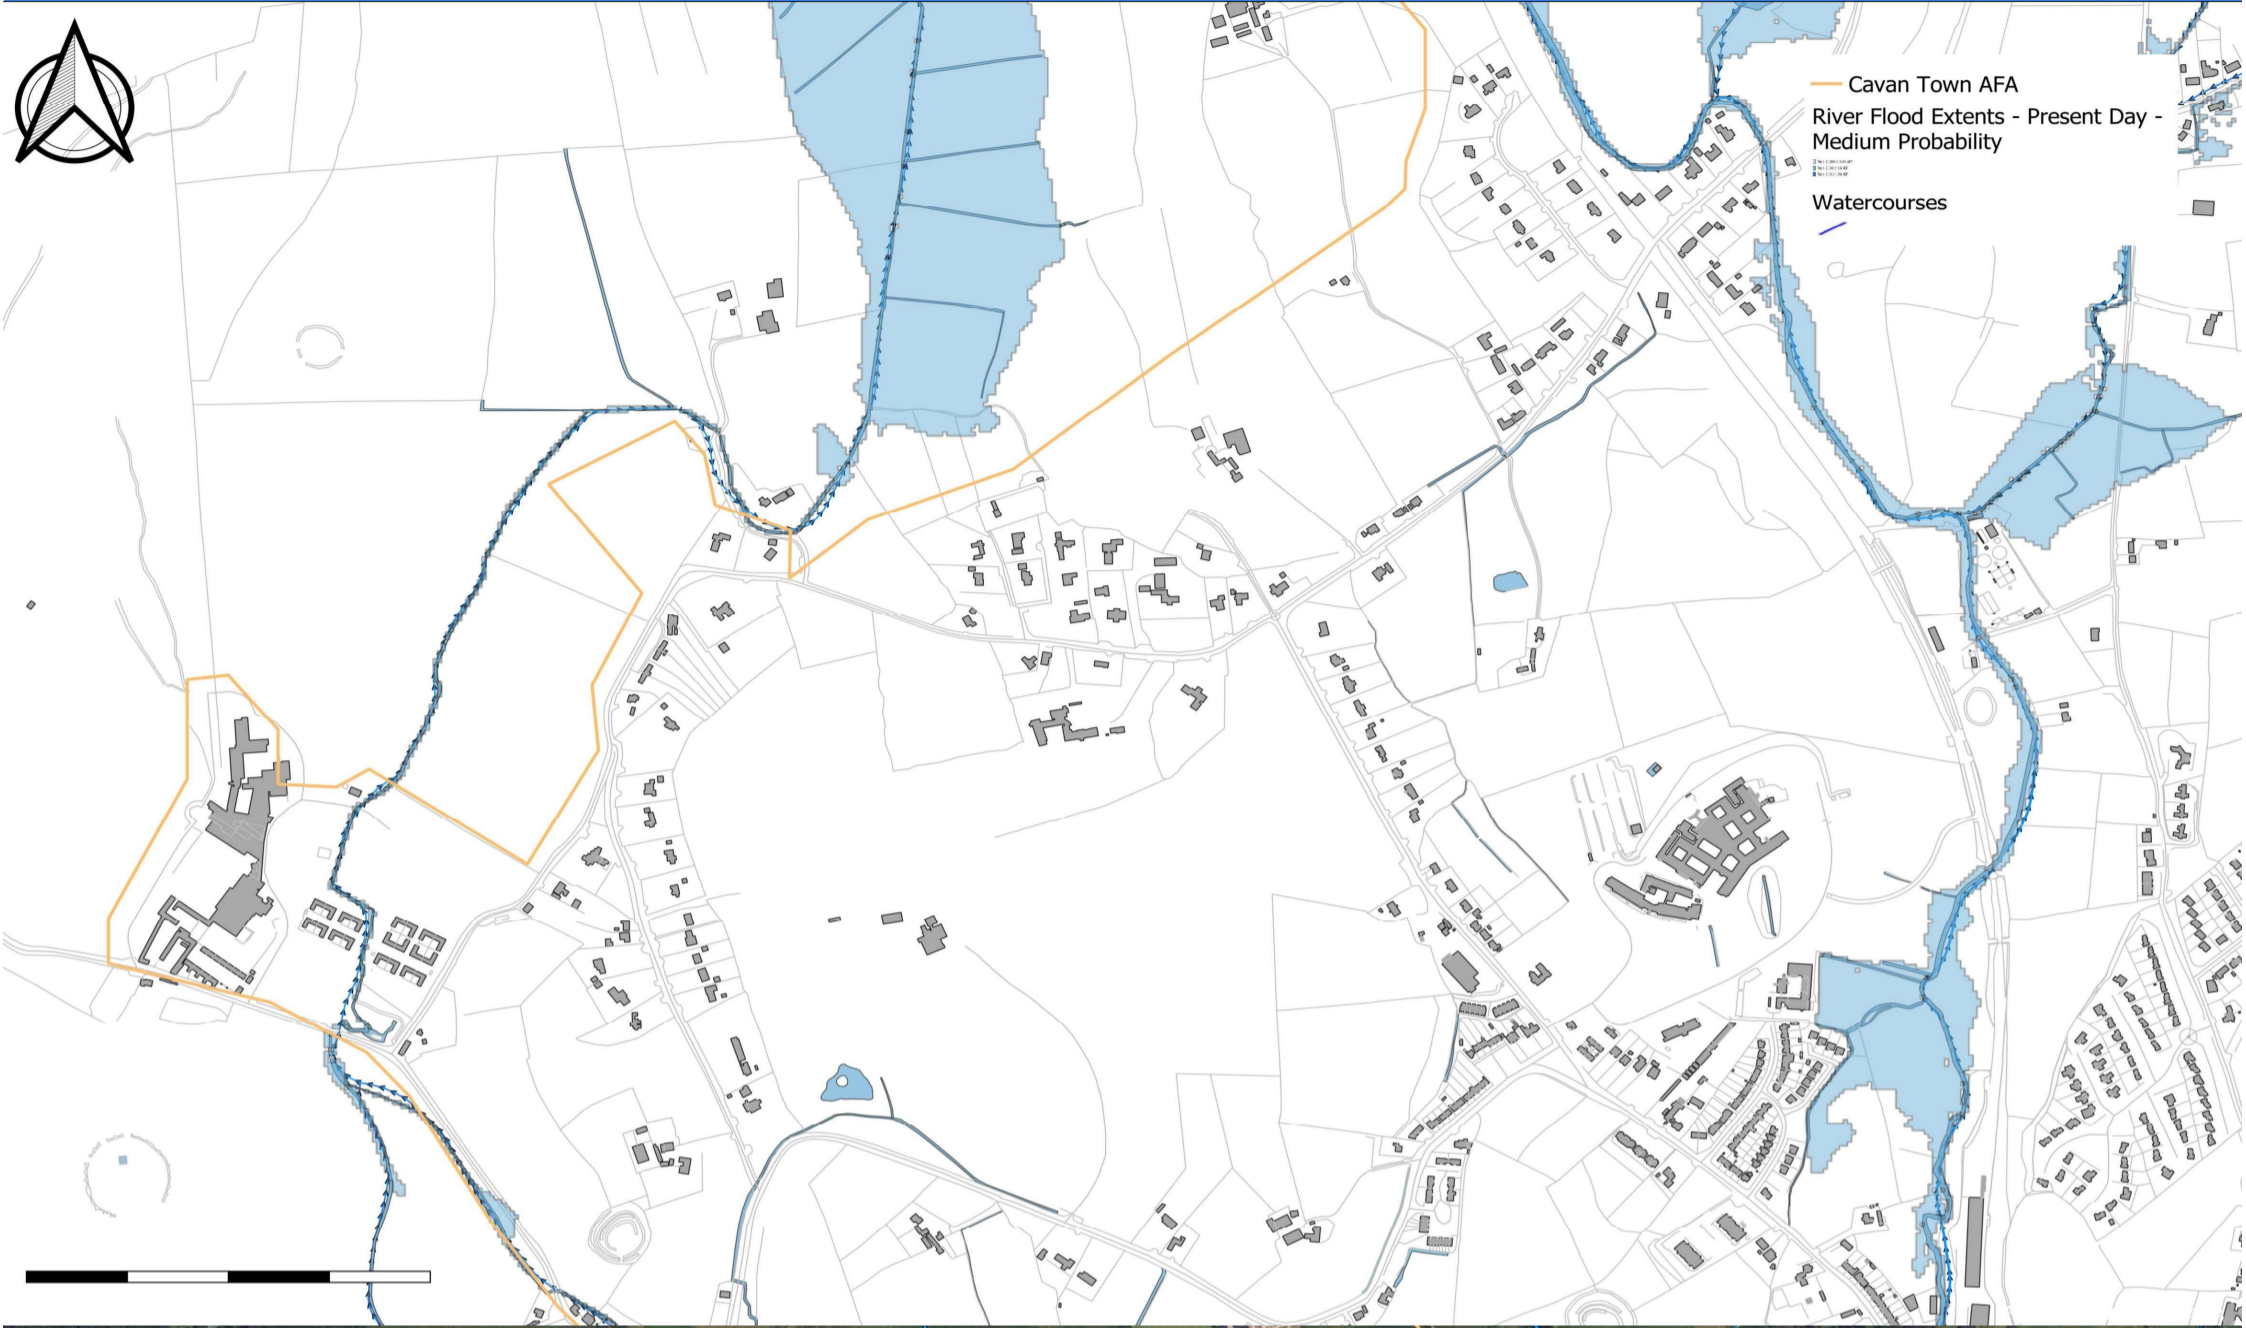 Cavan Town AFA
River Flood Extents - Present Day -
Medium Probability
Watercourses